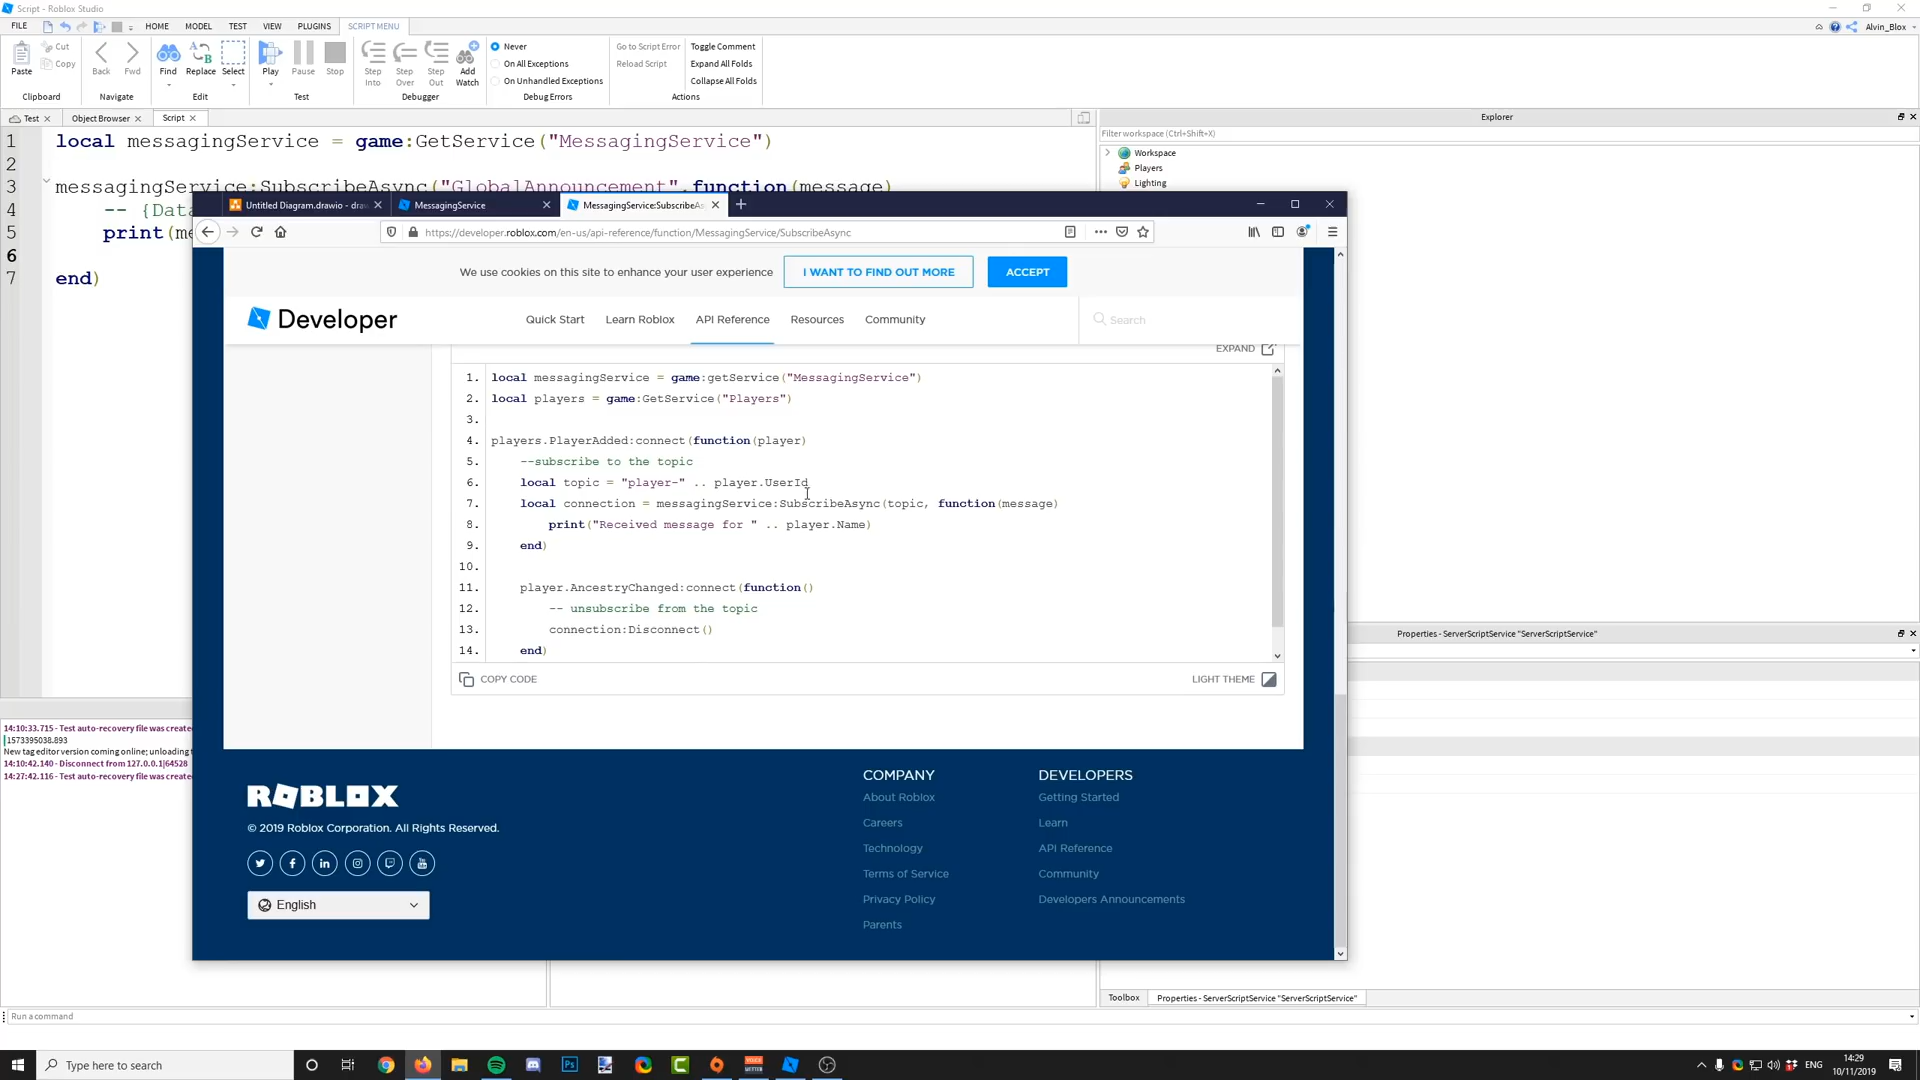 Script - Roblox Studio
FILE HOME MODEL TEST VIEW PLUGINS SCRIPT MENU Alvin_Blox
Paste Cut Copy Back Fwd Find Replace Select Play Pause Stop Step Into Step Over Step Out Add Watch
Never
On All Exceptions
On Unhandled Exceptions
Go to Script Error
Reload Script
Toggle Comment
Expand All Folds
Collapse All Folds
Clipboard Navigate Edit Test Debugger Debug Errors Actions
Test Object Browser Script Explorer
Filter workspace (Ctrl+Shift+X)
Workspace
Players
Lighting
1 local messagingService = game:GetService("MessagingService")
2
3 messagingService:SubscribeAsync("GlobalAnnouncement",function(message)
4 -- {Data
5 print(me
6
7 end)
Untitled Diagram.drawio - draw MessagingService MessagingService:SubscribeAs
https://developer.roblox.com/en-us/api-reference/function/MessagingService/SubscribeAsync
We use cookies on this site to enhance your user experience I WANT TO FIND OUT MORE ACCEPT
Developer Quick Start Learn Roblox API Reference Resources Community Search
EXPAND
1. local messagingService = game:getService("MessagingService")
2. local players = game:GetService("Players")
3.
4. players.PlayerAdded:connect(function(player)
5. --subscribe to the topic
6. local topic = "player-" .. player.UserId
7. local connection = messagingService:SubscribeAsync(topic, function(message)
8. print("Received message for " .. player.Name)
9. end)
10.
11. player.AncestryChanged:connect(function()
12. -- unsubscribe from the topic
13. connection:Disconnect()
14. end)
COPY CODE LIGHT THEME
ROBLOX
© 2019 Roblox Corporation. All Rights Reserved.
English
COMPANY
About Roblox
Careers
Technology
Terms of Service
Privacy Policy
Parents
DEVELOPERS
Getting Started
Learn
API Reference
Community
Developers Announcements
14:10:33.715 - Test auto-recovery file was create
1573395038.893
New tag editor version coming online; unloading
14:10:42.140 - Disconnect from 127.0.0.1|64528
14:27:42.116 - Test auto-recovery file was create
Properties - ServerScriptService "ServerScriptService"
Toolbox Properties - ServerScriptService "ServerScriptService"
Run a command
Type here to search
ENG
14:29
10/11/2019